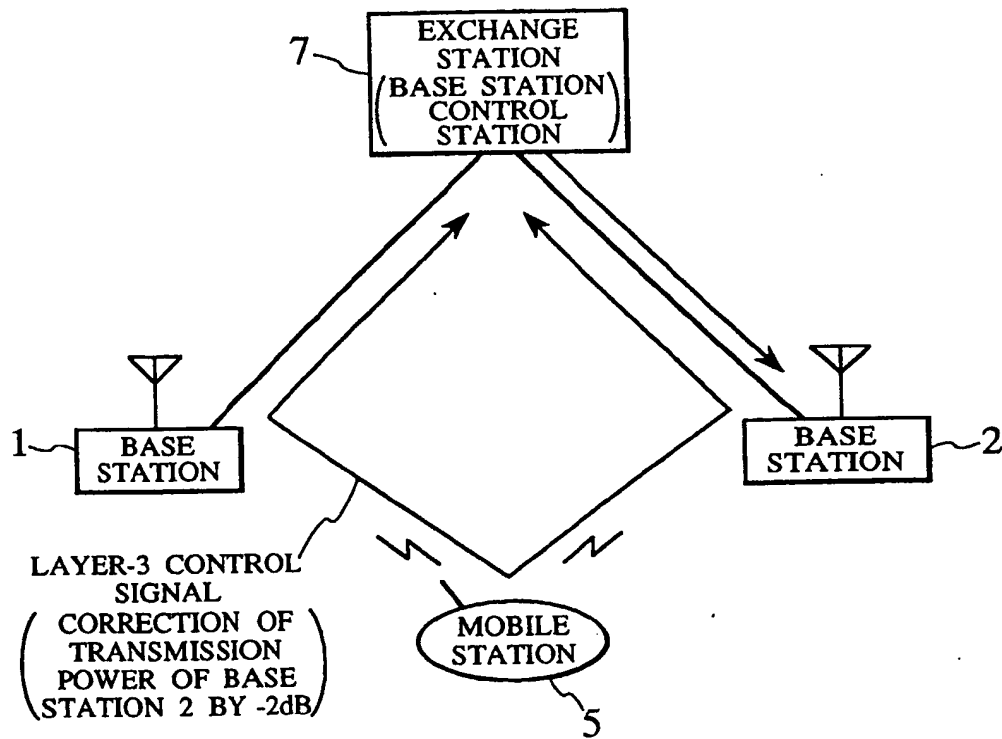 7
EXCHANGE
STATION
(BASE STATION
CONTROL
STATION)
1
BASE
STATION
BASE
STATION
2
LAYER-3 CONTROL
SIGNAL
(CORRECTION OF
TRANSMISSION
POWER OF BASE
STATION 2 BY -2dB)
MOBILE
STATION
5